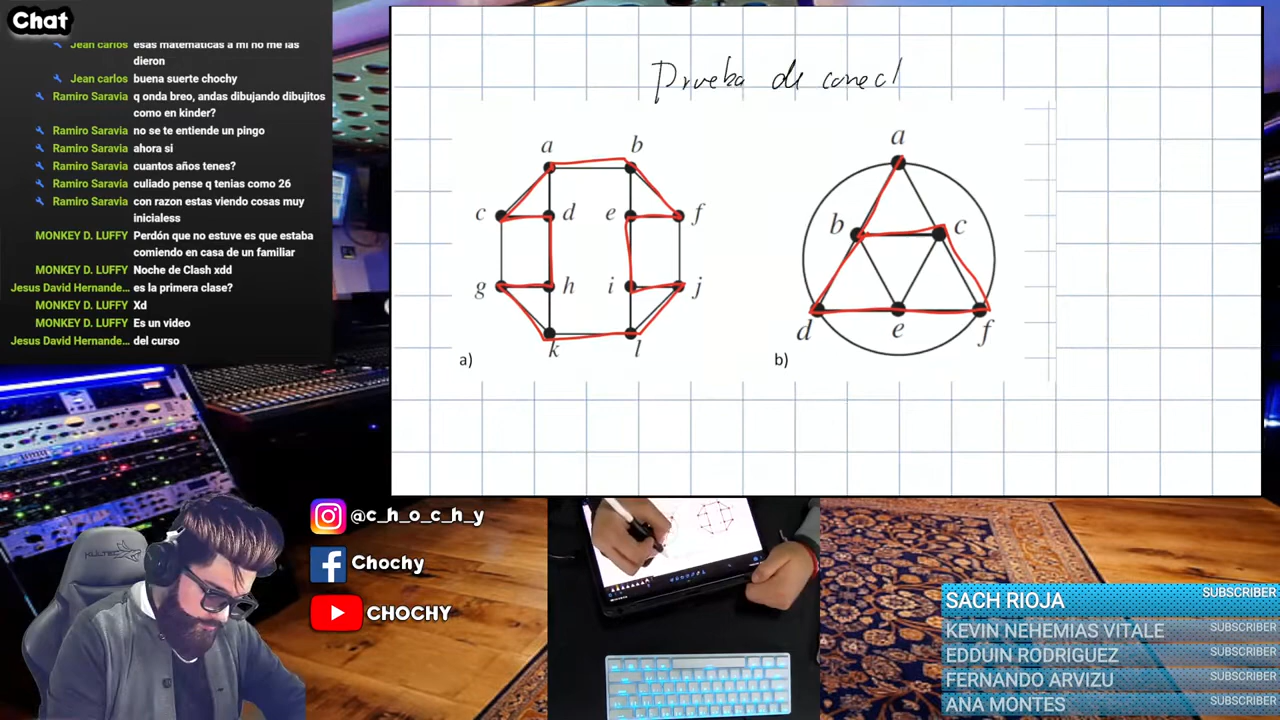 Chat
Jean carlos esas matematicas a mi no me las
dieron
Jean carlos buena suerte chochy
Ramiro Saravia q onda breo, andas dibujando dibujitos
como en kinder?
Ramiro Saravia no se te entiende un pingo
Ramiro Saravia ahora si
Ramiro Saravia cuantos años tenes?
Ramiro Saravia culiado pense q tenias como 26
Ramiro Saravia con razon estas viendo cosas muy
inicialess
MONKEY D. LUFFY Perdón que no estuve es que estaba
comiendo en casa de un familiar
MONKEY D. LUFFY Noche de Clash xdd
Jesus David Hernande... es la primera clase?
MONKEY D. LUFFY Xd
MONKEY D. LUFFY Es un video
Jesus David Hernande... del curso
Prueba de conecl
a b
c d e f
g h i j
k l
a)
a
b c
d e f
b)
@c_h_o_c_h_y
Chochy
CHOCHY
SACH RIOJA SUBSCRIBER
KEVIN NEHEMIAS VITALE SUBSCRIBER
EDDUIN RODRIGUEZ SUBSCRIBER
FERNANDO ARVIZU SUBSCRIBER
ANA MONTES SUBSCRIBER